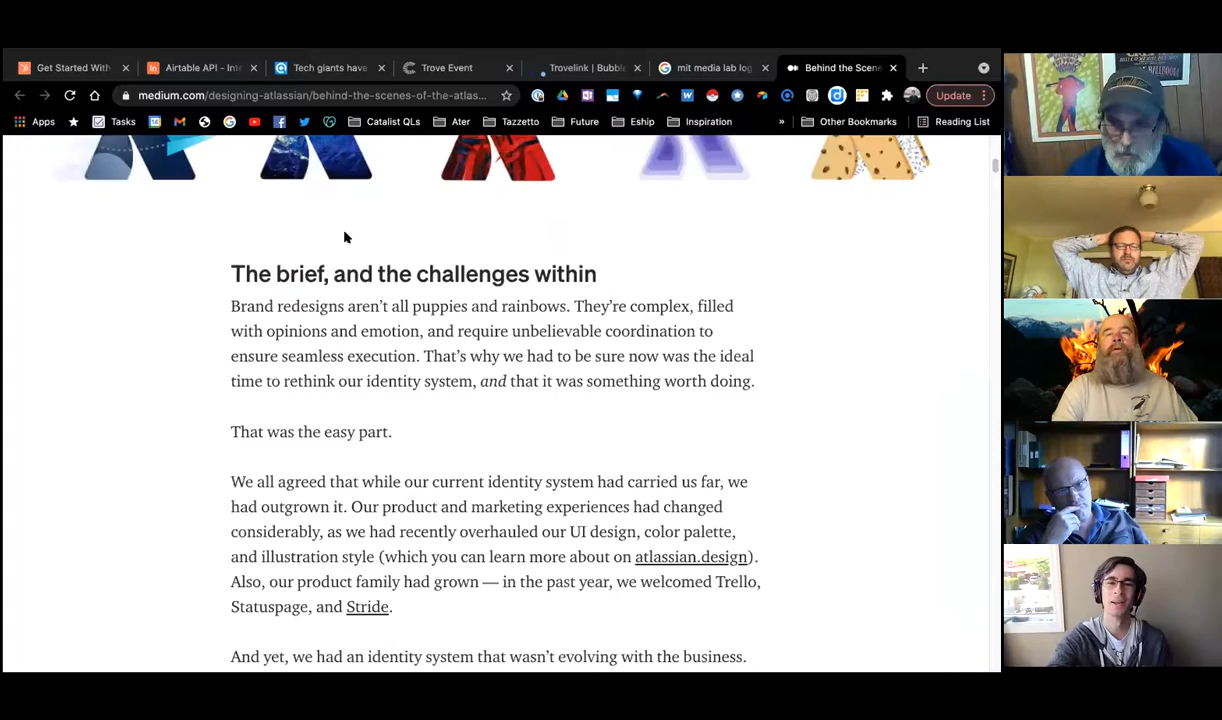 Get Started With
Airtable API - Inte
Tech giants have
Trove Event
Trovelink | Bubble
mit media lab log
Behind the Scene
medium.com/designing-atlassian/behind-the-scenes-of-the-atlas...
Update
Apps
Tasks
Catalist QLs
Ater
Tazzetto
Future
Eship
Inspiration
»
Other Bookmarks
Reading List
The brief, and the challenges within
Brand redesigns aren’t all puppies and rainbows. They’re complex, filled
with opinions and emotion, and require unbelievable coordination to
ensure seamless execution. That’s why we had to be sure now was the ideal
time to rethink our identity system, and that it was something worth doing.
That was the easy part.
We all agreed that while our current identity system had carried us far, we
had outgrown it. Our product and marketing experiences had changed
considerably, as we had recently overhauled our UI design, color palette,
and illustration style (which you can learn more about on atlassian.design).
Also, our product family had grown — in the past year, we welcomed Trello,
Statuspage, and Stride.
And yet, we had an identity system that wasn’t evolving with the business.